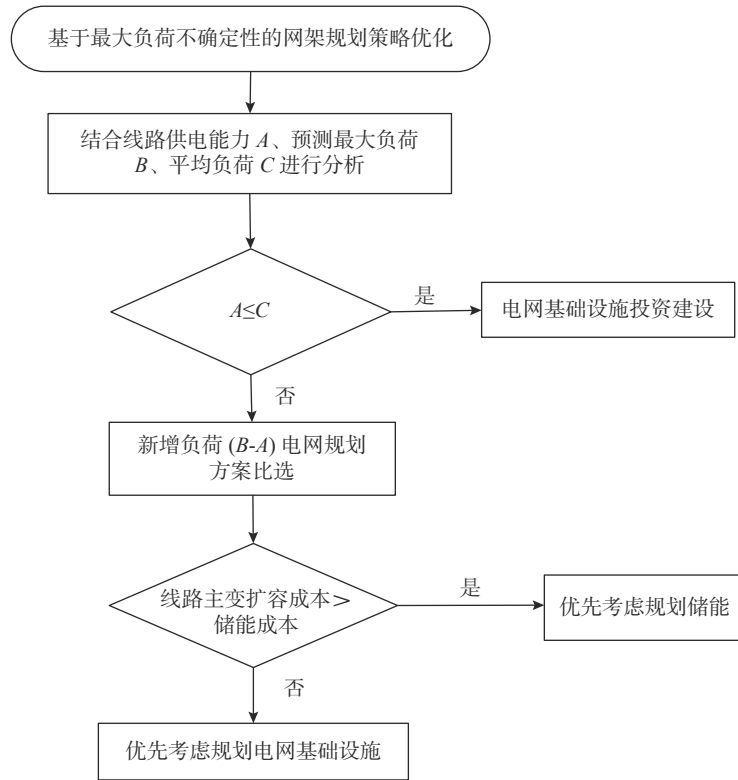 基于最大负荷不确定性的网架规划策略优化
结合线路供电能力 A、预测最大负荷
B、平均负荷 C 进行分析
A≤C
是
电网基础设施投资建设
否
新增负荷 (B-A) 电网规划
方案比选
线路主变扩容成本＞
储能成本
是
优先考虑规划储能
否
优先考虑规划电网基础设施